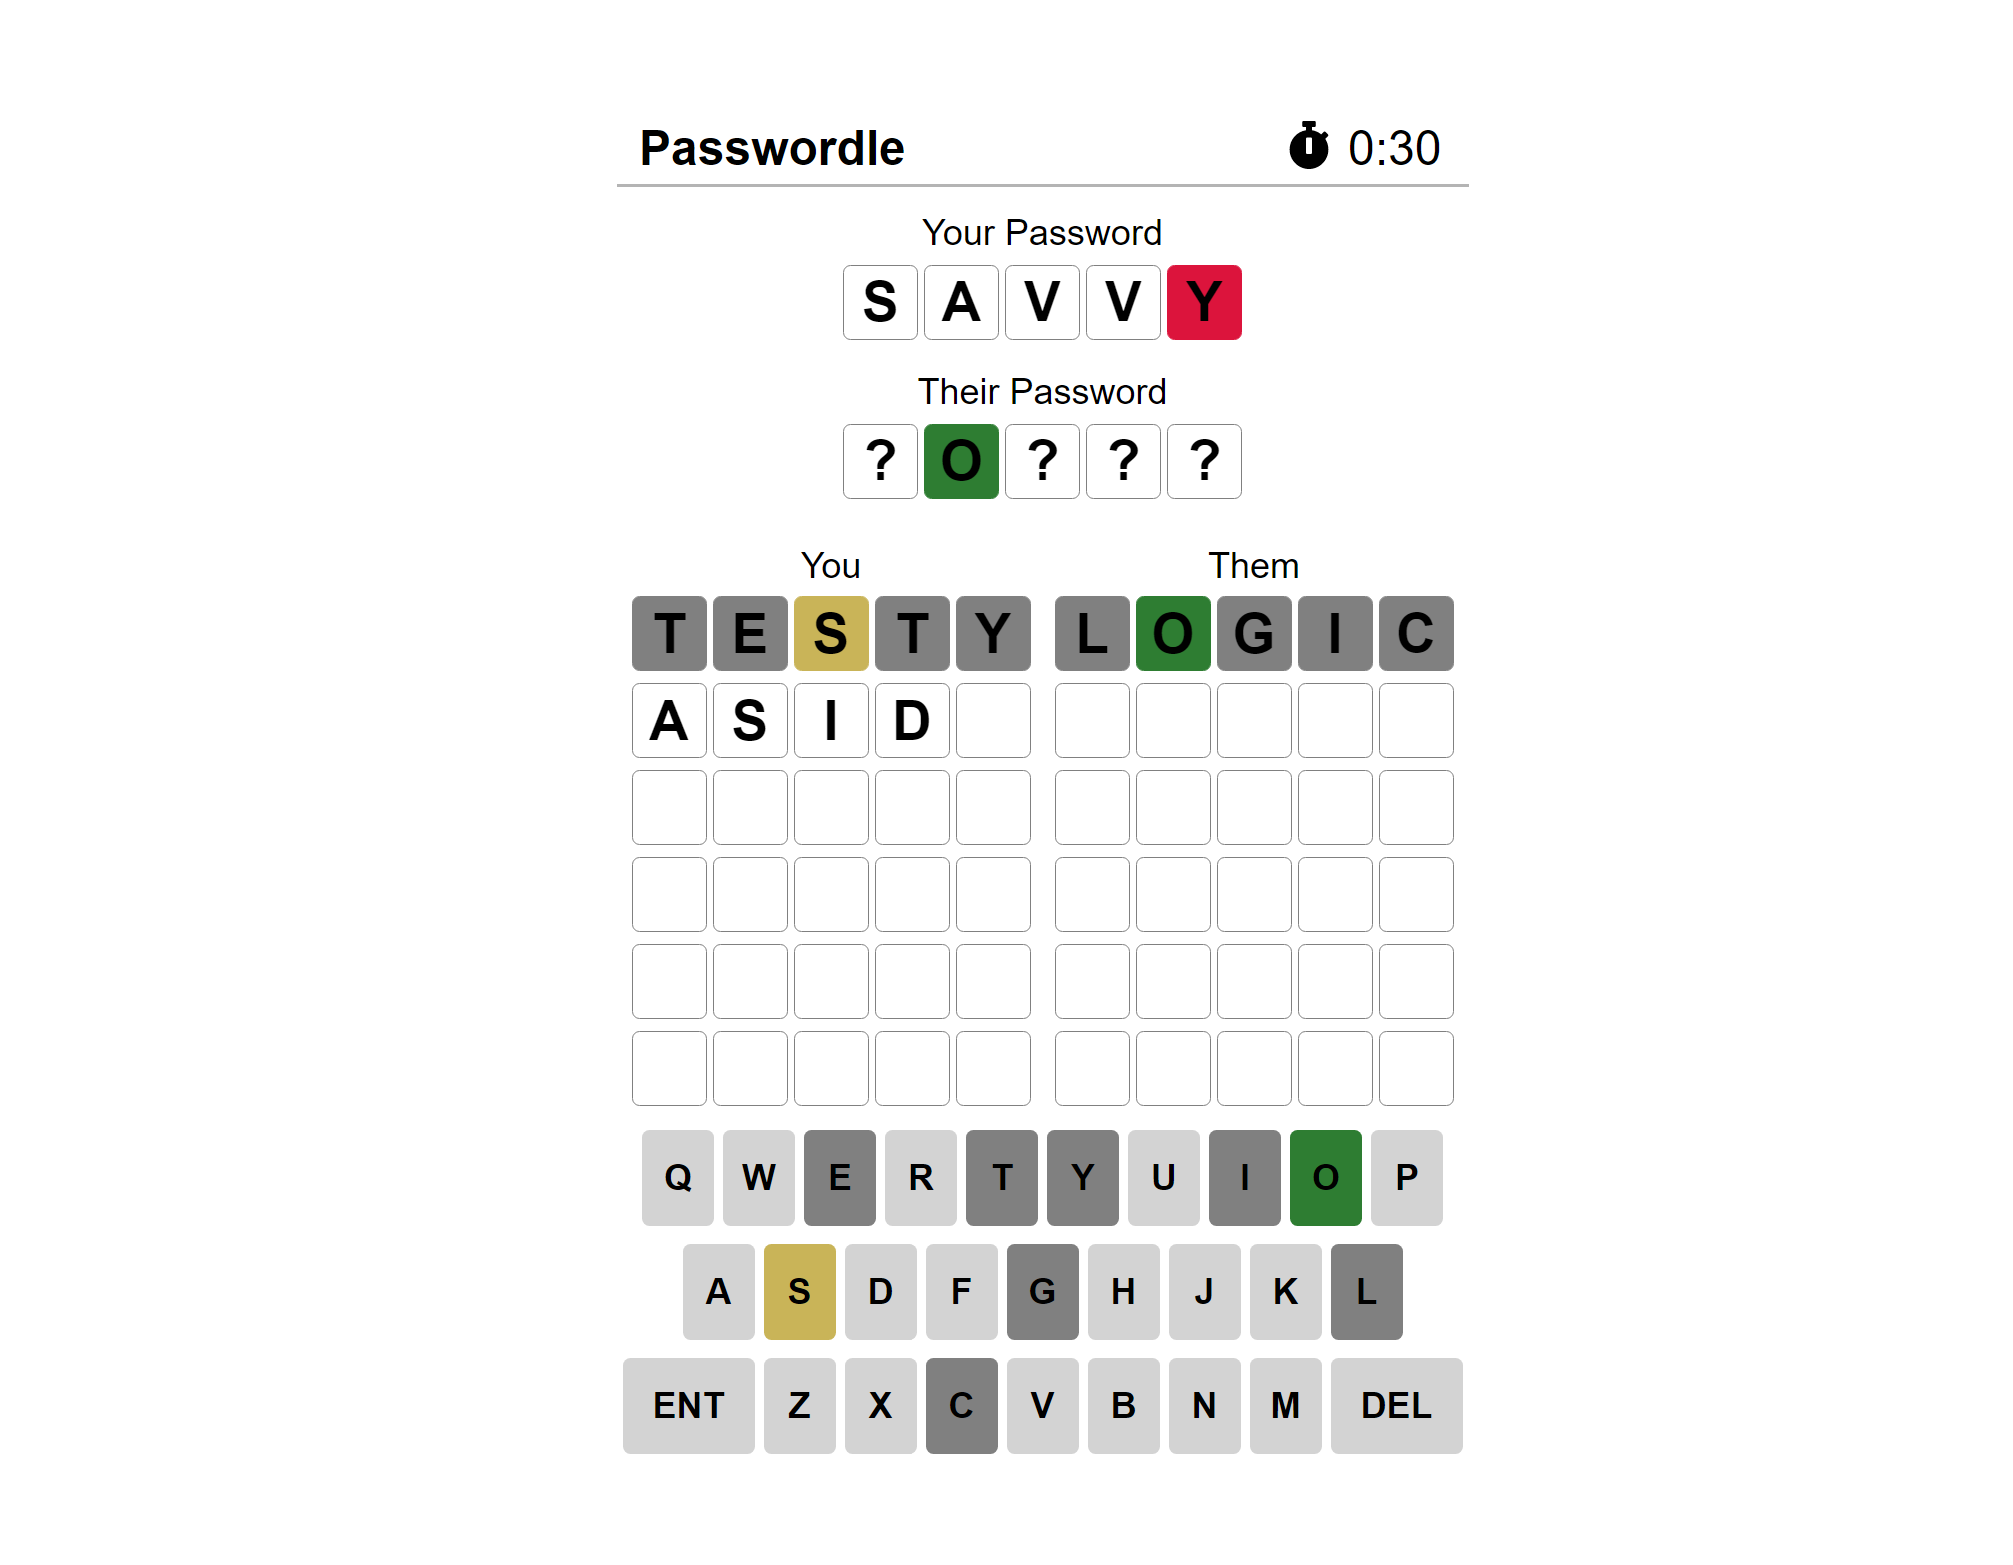 Passwordle 0:30
Your Password
S A V V Y
Their Password
? O ? ? ?
You Them
T E S T Y L O G I C
A S I D
Q W E R T Y U I O P
A S D F G H J K L
ENT Z X C V B N M DEL